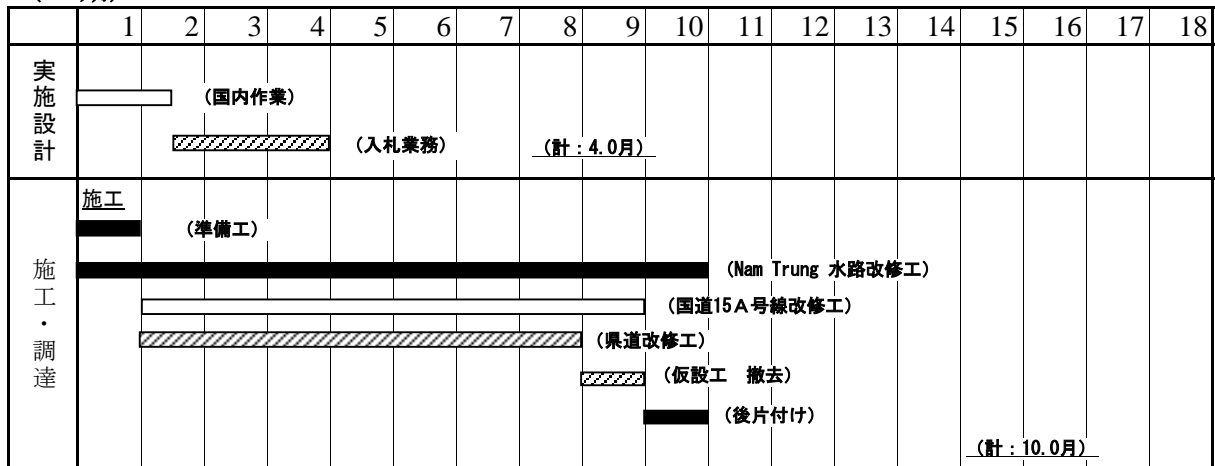 1 2 3 4 5 6 7 8 9 10 11 12 13 14 15 16 17 18
実施設計
(国内作業)
(入札業務) (計:4.0月)
施工・調達
施工
(準備工)
(Nam Trung 水路改修工)
(国道15A号線改修工)
(県道改修工)
(仮設工 撤去)
(後片付け)
(計:10.0月)